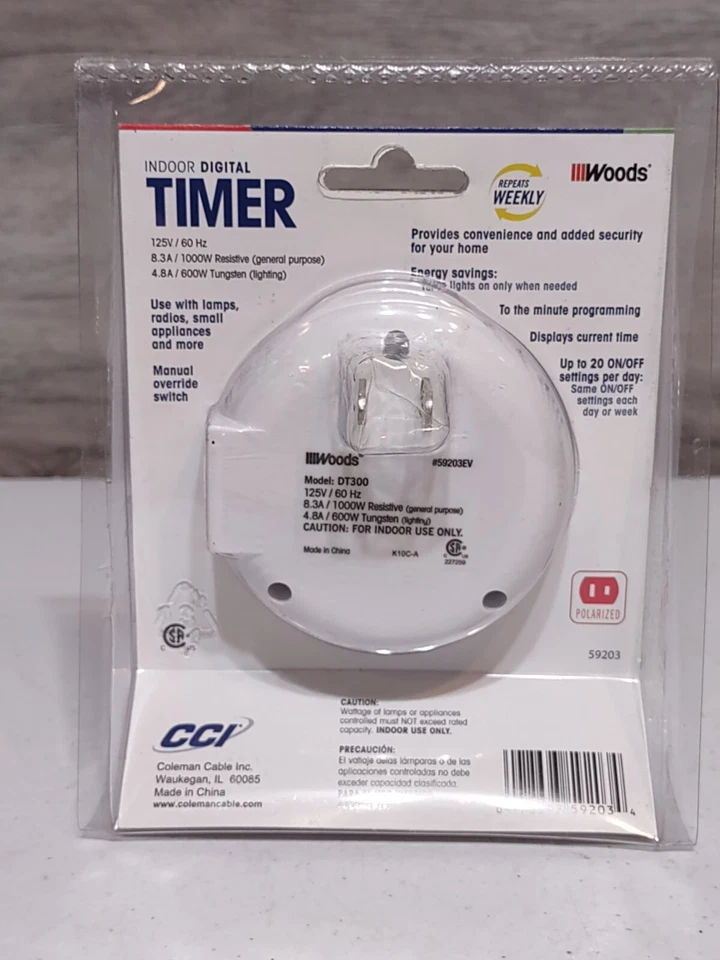 INDOOR DIGITAL
TIMER
125V / 60 Hz
8.3A / 1000W Resistive (general purpose)
4.8A / 600W Tungsten (lighting)
Use with lamps,
radios, small
appliances
and more
Manual
override
switch
REPEATS
WEEKLY
Woods®
Provides convenience and added security
for your home
Energy savings:
lights on only when needed
To the minute programming
Displays current time
Up to 20 ON/OFF
settings per day:
Same ON/OFF
settings each
day or week
Woods®
#59203EV
Model: DT300
125V / 60 Hz
8.3A / 1000W Resistive (general purpose)
4.8A / 600W Tungsten (lighting)
CAUTION: FOR INDOOR USE ONLY.
Made in China
K10C-A
C US
227259
POLARIZED
59203
CCI
Coleman Cable Inc.
Waukegan, IL 60085
Made in China
www.colemancable.com
CAUTION:
Wattage of lamps or appliances
controlled must NOT exceed rated
capacity. INDOOR USE ONLY.
PRECAUCIÓN:
El vatiaje de las lámparas o de las
aplicaciones controladas no debe
exceder capacidad clasificada.
59203 4